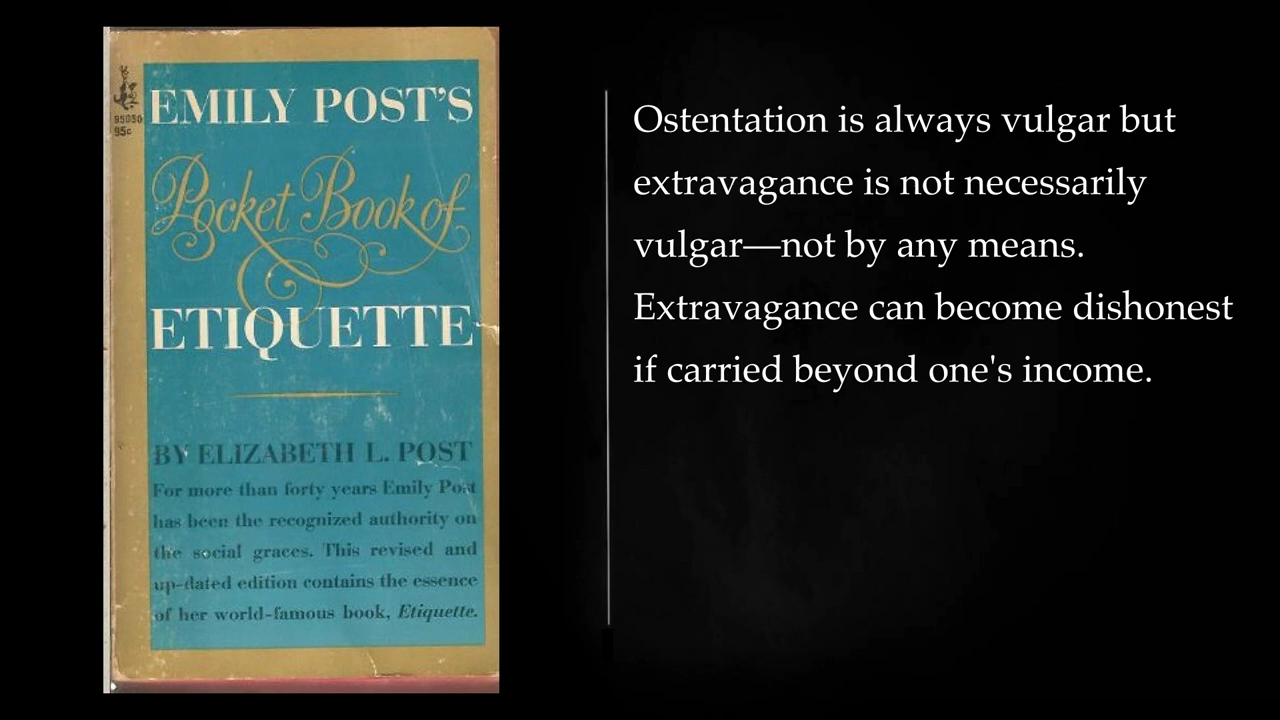 95050
95c
EMILY POST'S
Pocket Book of
ETIQUETTE
BY ELIZABETH L. POST
For more than forty years Emily Post
has been the recognized authority on
the social graces. This revised and
up-dated edition contains the essence
of her world-famous book, Etiquette.
Ostentation is always vulgar but
extravagance is not necessarily
vulgar—not by any means.
Extravagance can become dishonest
if carried beyond one's income.